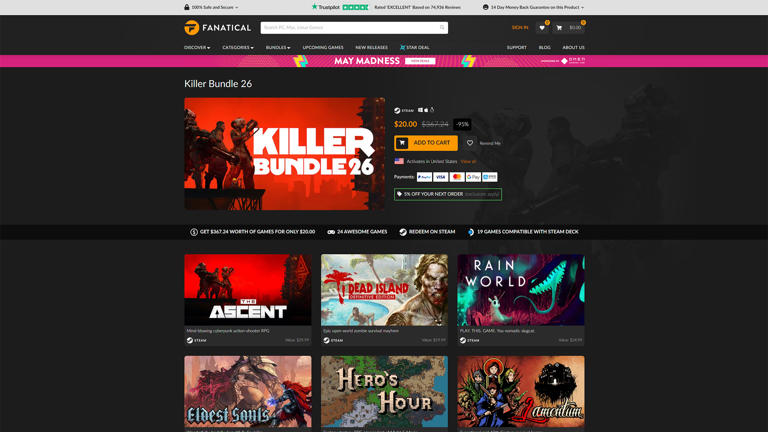 100% Safe and Secure
Trustpilot
Rated 'EXCELLENT' Based on 74,936 Reviews
14 Day Money Back Guarantee on this Product
FANATICAL
Search PC, Mac, Linux Games
SIGN IN
$0.00
DISCOVER
CATEGORIES
BUNDLES
UPCOMING GAMES
NEW RELEASES
STAR DEAL
SUPPORT
BLOG
ABOUT US
MAY MADNESS
NEW DEALS
OMEN
Killer Bundle 26
KILLER
BUNDLE 26
STEAM
$20.00 $367.24 -95%
ADD TO CART
Remind Me
Activates in United States View all
Payments: PayPal VISA G Pay
5% OFF YOUR NEXT ORDER (exclusions apply)
GET $367.24 WORTH OF GAMES FOR ONLY $20.00
24 AWESOME GAMES
REDEEM ON STEAM
19 GAMES COMPATIBLE WITH STEAM DECK
THE
ASCENT
Mind-blowing cyberpunk action-shooter RPG
STEAM
Value: $29.99
DEAD ISLAND
DEFINITIVE EDITION
Epic open-world zombie survival mayhem
STEAM
Value: $19.99
RAIN
WORLD
PLAY. THIS. GAME. You nomadic slugcat.
STEAM
Value: $24.99
Eldest Souls
HERO'S
HOUR
Lamentum